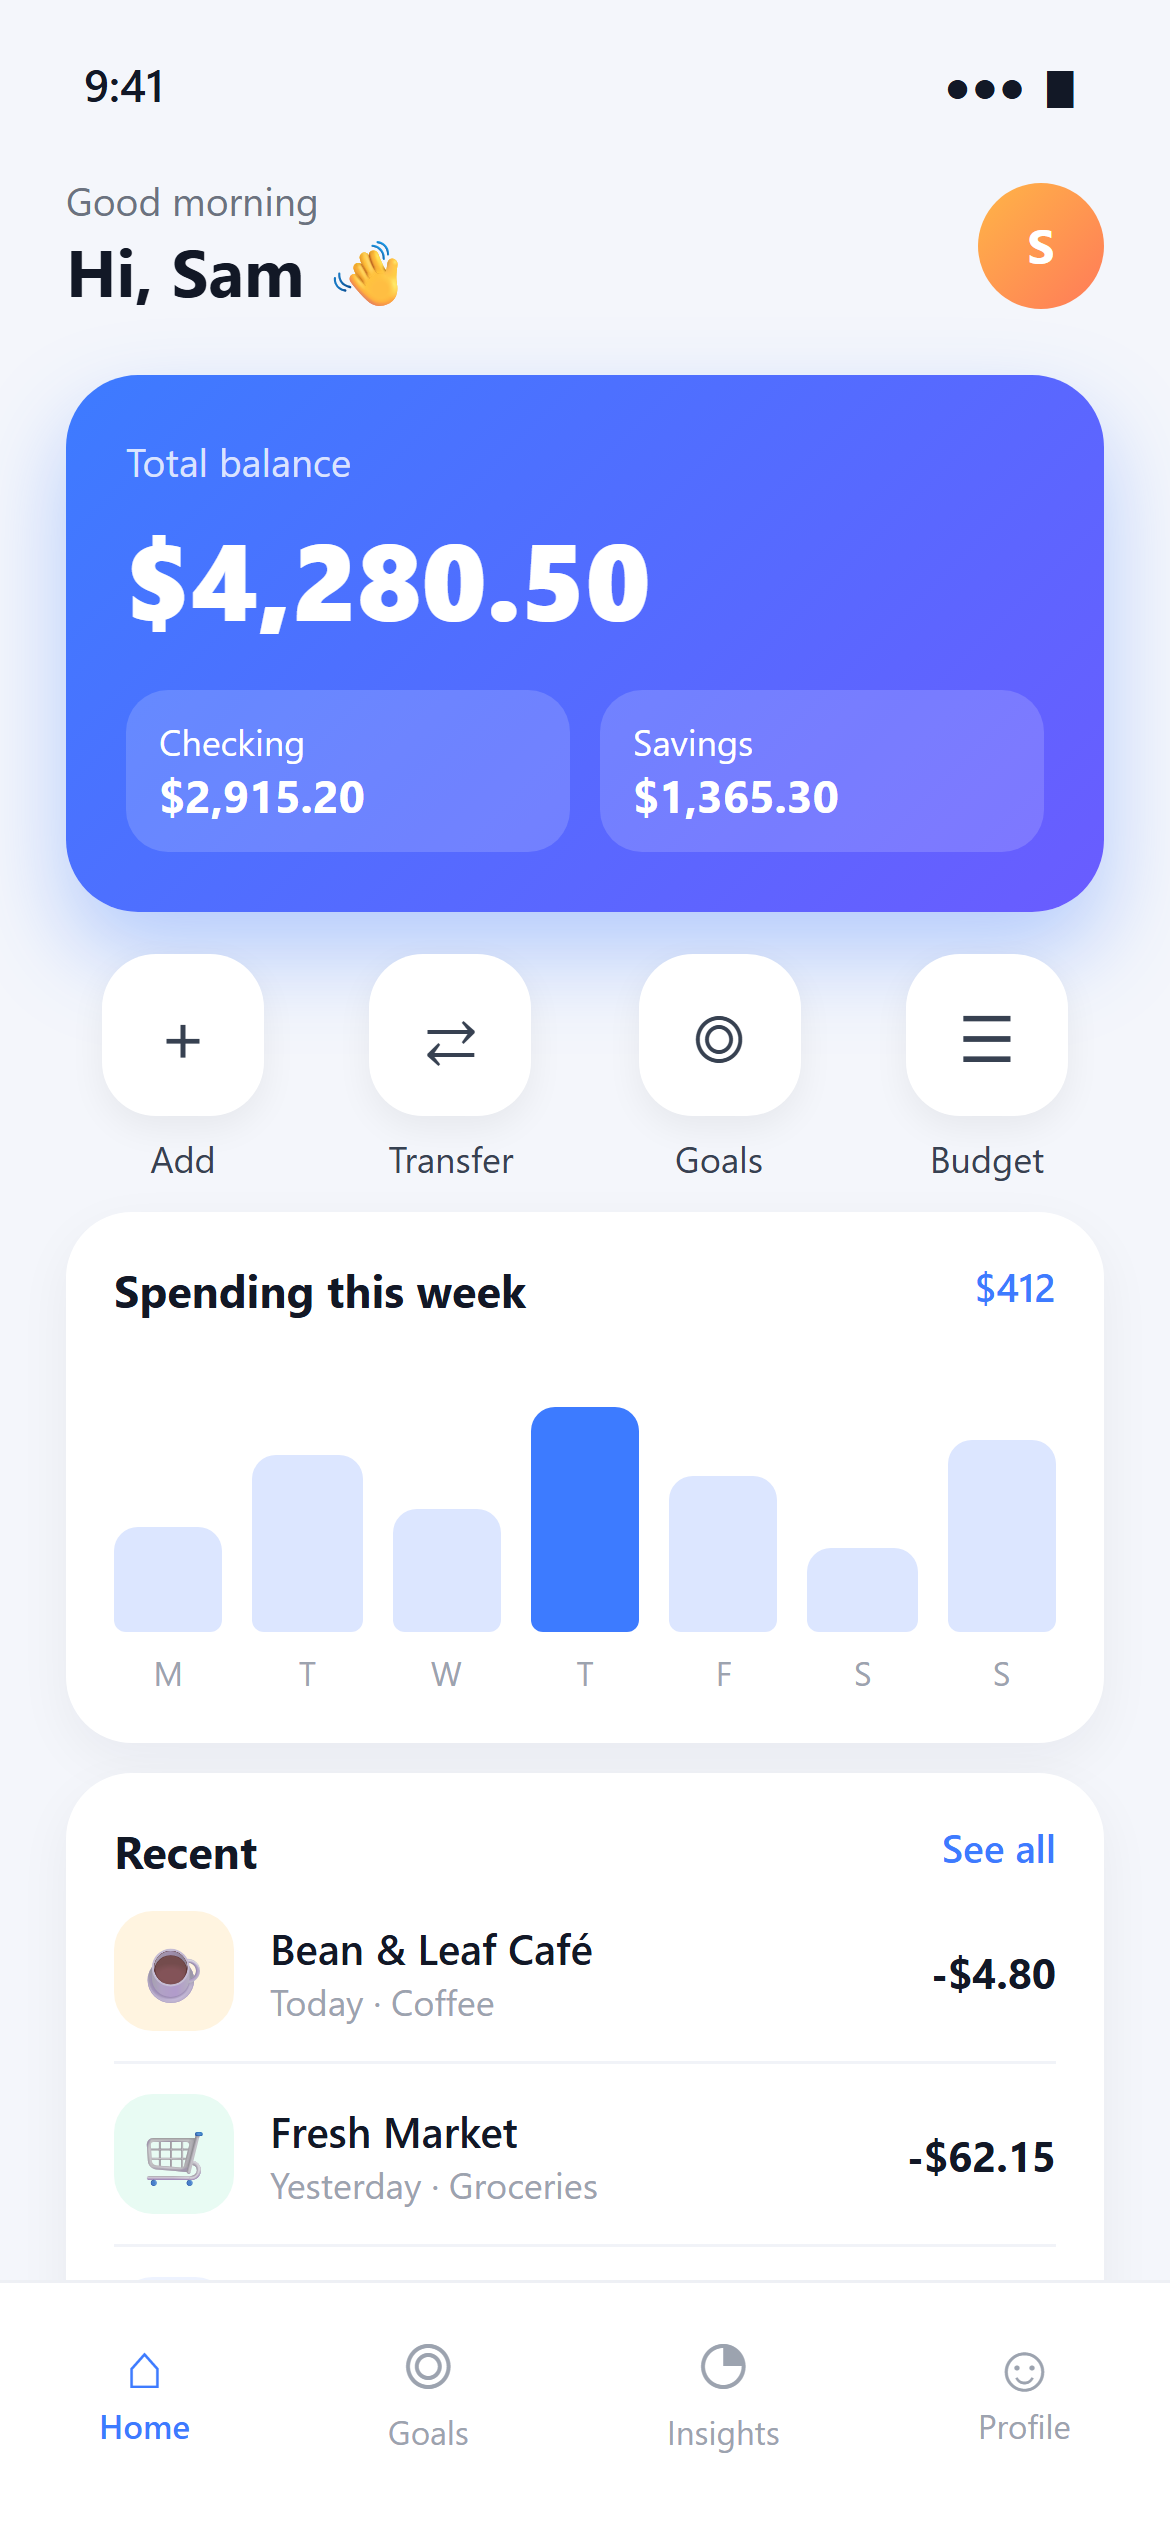 9:41
Good morning
Hi, Sam 👋
S
Total balance
$4,280.50
Checking
$2,915.20
Savings
$1,365.30
Add
Transfer
Goals
Budget
Spending this week
$412
M T W T F S S
Recent
See all
Bean & Leaf Café
Today · Coffee
-$4.80
Fresh Market
Yesterday · Groceries
-$62.15
Home
Goals
Insights
Profile